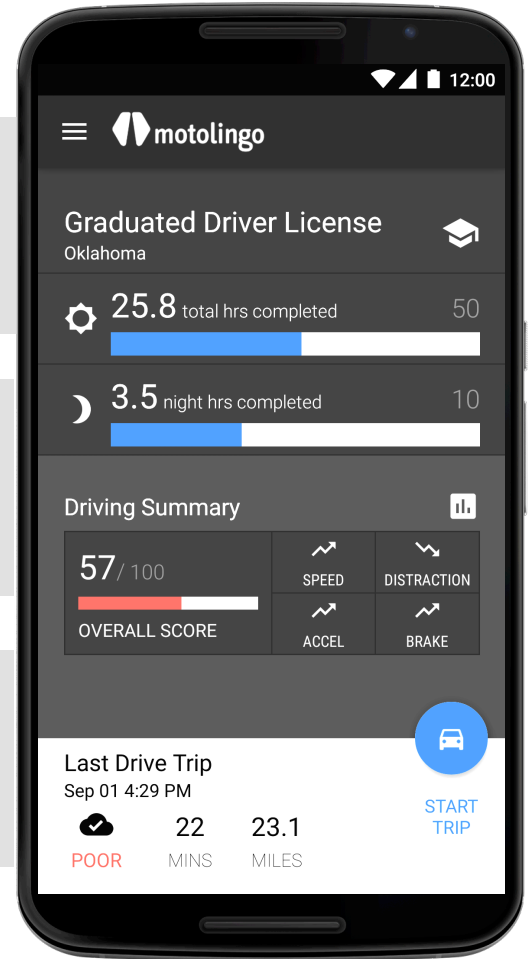 12:00
motolingo
Graduated Driver License
Oklahoma
25.8 total hrs completed 50
3.5 night hrs completed 10
Driving Summary
57 / 100
OVERALL SCORE
SPEED
DISTRACTION
ACCEL
BRAKE
Last Drive Trip
Sep 01 4:29 PM
POOR
22
MINS
23.1
MILES
START
TRIP